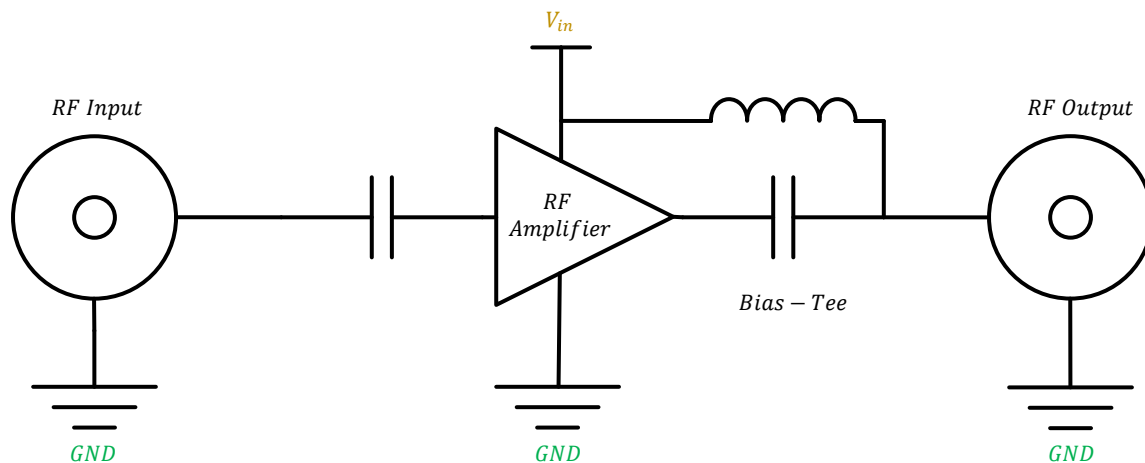 V_in
RF Input
RF Output
RF
Amplifier
Bias − Tee
GND
GND
GND